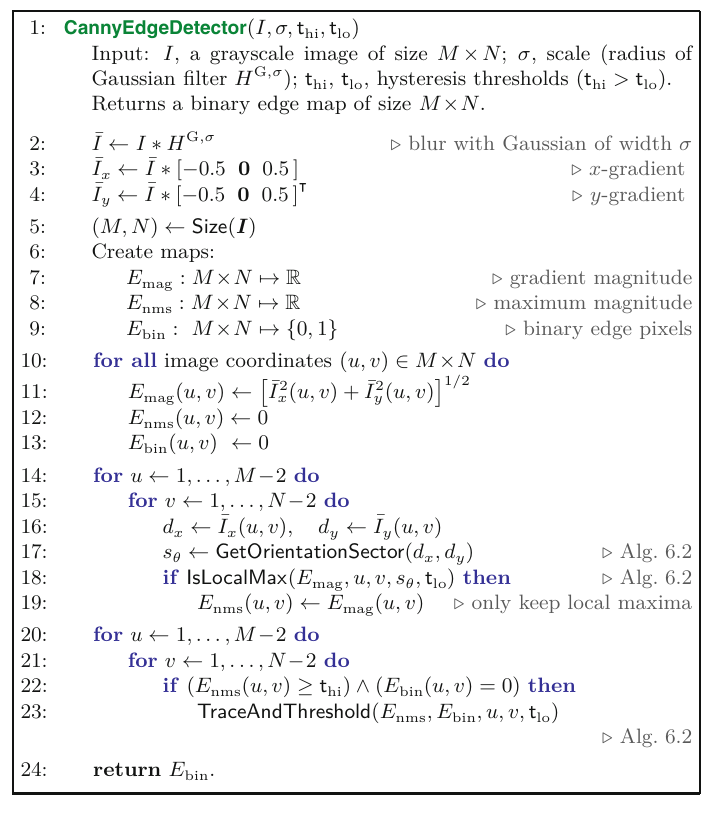 1: CannyEdgeDetector(I, σ, t_hi, t_lo)
Input: I, a grayscale image of size M × N; σ, scale (radius of
Gaussian filter H^{G,σ}); t_hi, t_lo, hysteresis thresholds (t_hi > t_lo).
Returns a binary edge map of size M×N.
2: Ī ← I ∗ H^{G,σ} ▷ blur with Gaussian of width σ
3: Ī_x ← Ī ∗ [−0.5 0 0.5] ▷ x-gradient
4: Ī_y ← Ī ∗ [−0.5 0 0.5]^T ▷ y-gradient
5: (M, N) ← Size(I)
6: Create maps:
7: E_mag : M×N ↦ ℝ ▷ gradient magnitude
8: E_nms : M×N ↦ ℝ ▷ maximum magnitude
9: E_bin : M×N ↦ {0, 1} ▷ binary edge pixels
10: for all image coordinates (u, v) ∈ M×N do
11: E_mag(u, v) ← [Ī_x^2(u, v) + Ī_y^2(u, v)]^{1/2}
12: E_nms(u, v) ← 0
13: E_bin(u, v) ← 0
14: for u ← 1, . . . , M−2 do
15: for v ← 1, . . . , N−2 do
16: d_x ← Ī_x(u, v), d_y ← Ī_y(u, v)
17: s_θ ← GetOrientationSector(d_x, d_y) ▷ Alg. 6.2
18: if IsLocalMax(E_mag, u, v, s_θ, t_lo) then ▷ Alg. 6.2
19: E_nms(u, v) ← E_mag(u, v) ▷ only keep local maxima
20: for u ← 1, . . . , M−2 do
21: for v ← 1, . . . , N−2 do
22: if (E_nms(u, v) ≥ t_hi) ∧ (E_bin(u, v) = 0) then
23: TraceAndThreshold(E_nms, E_bin, u, v, t_lo)
▷ Alg. 6.2
24: return E_bin.